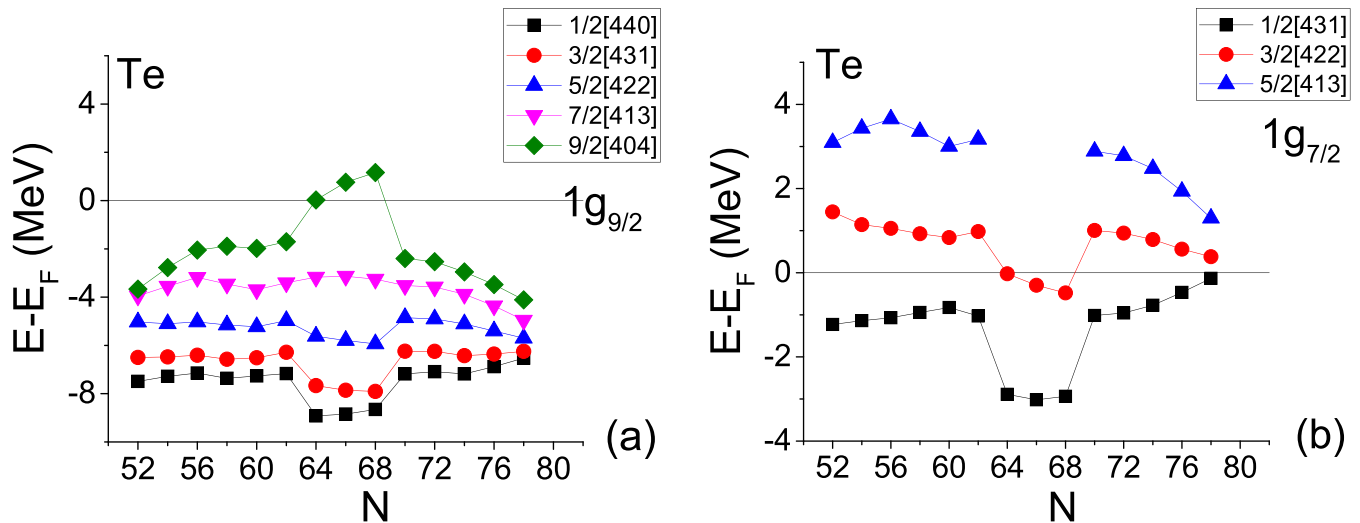 Te
1/2[440]
3/2[431]
5/2[422]
7/2[413]
9/2[404]
1g9/2
E-EF (MeV)
4
0
-4
-8
52 56 60 64 68 72 76 80
N
(a)
Te
1/2[431]
3/2[422]
5/2[413]
1g7/2
E-EF (MeV)
4
2
0
-2
-4
52 56 60 64 68 72 76 80
N
(b)